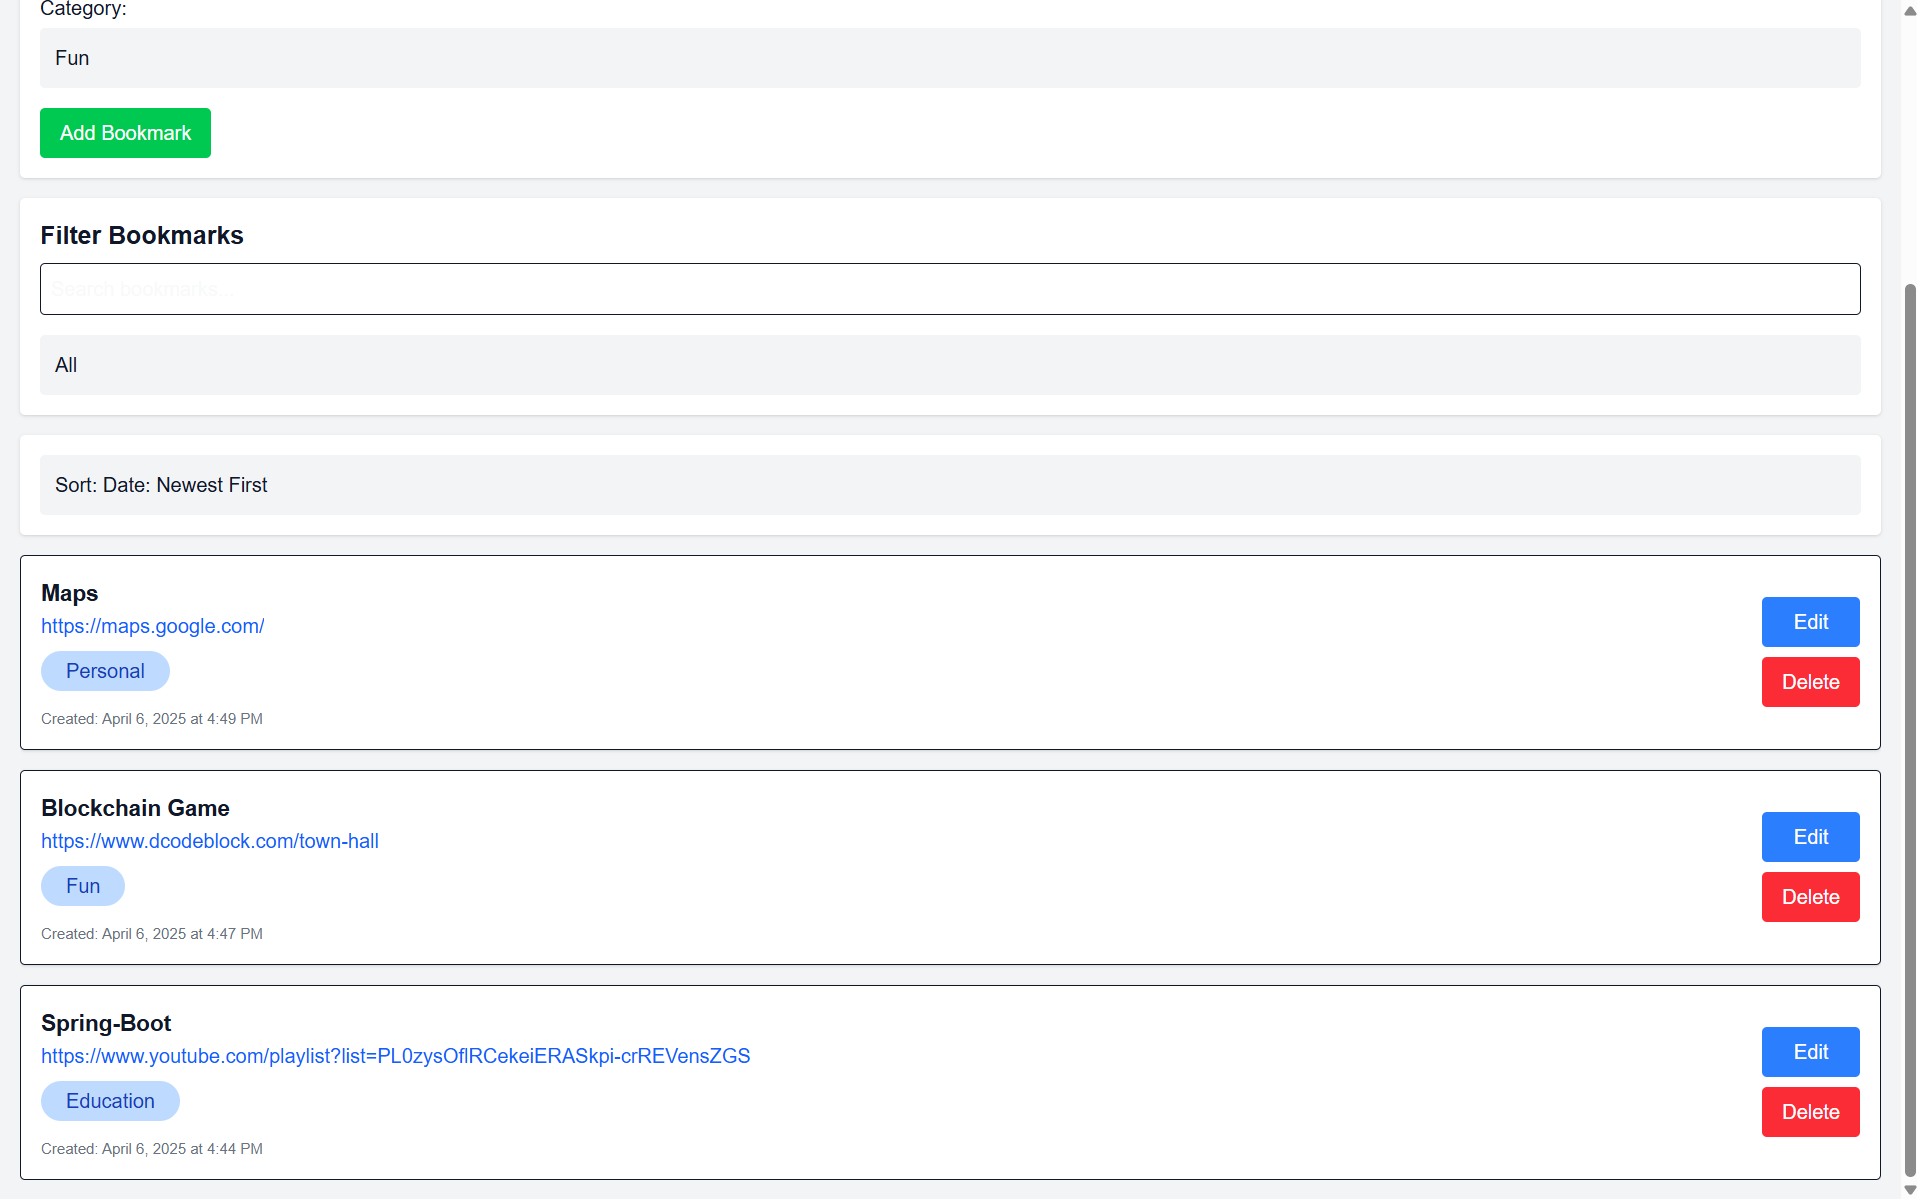 Category:
Fun
Add Bookmark
Filter Bookmarks
Search bookmarks...
All
Sort: Date: Newest First
Maps
https://maps.google.com/
Edit
Personal
Delete
Created: April 6, 2025 at 4:49 PM
Blockchain Game
https://www.dcodeblock.com/town-hall
Edit
Fun
Delete
Created: April 6, 2025 at 4:47 PM
Spring-Boot
https://www.youtube.com/playlist?list=PL0zysOflRCekeiERASkpi-crREVensZGS
Edit
Education
Delete
Created: April 6, 2025 at 4:44 PM